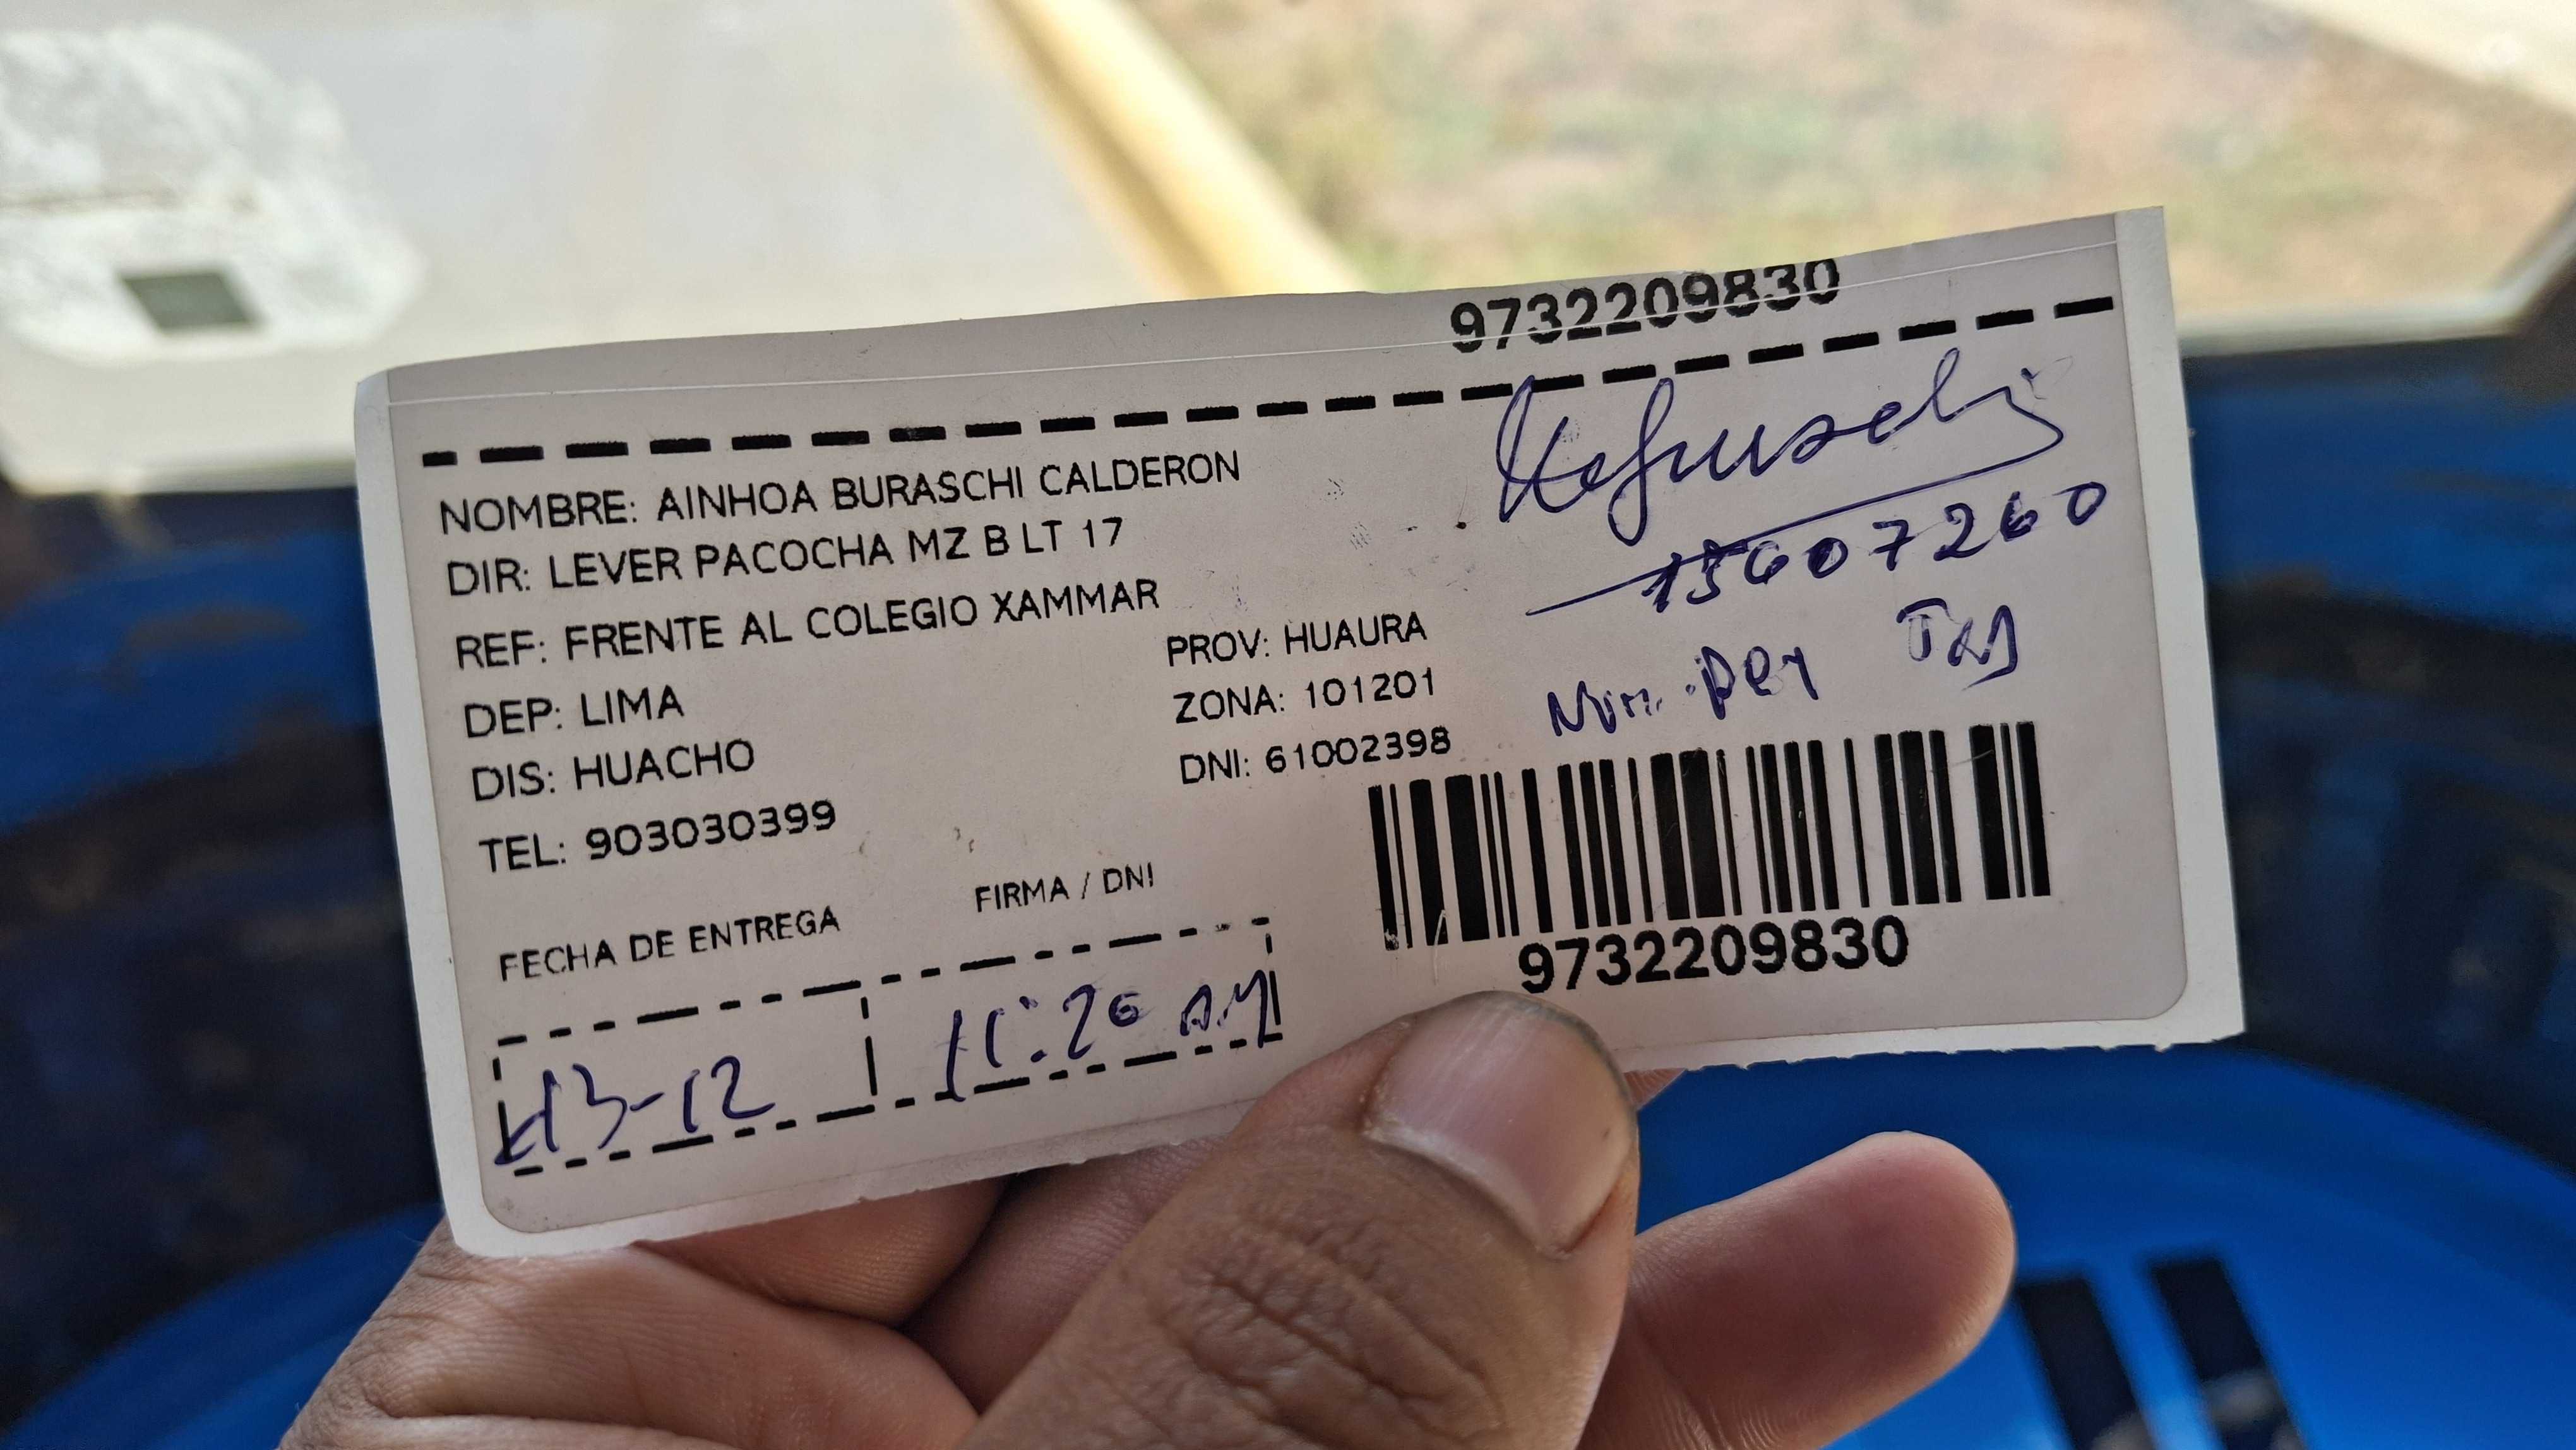 9732209830
NOMBRE: AINHOA BURASCHI CALDERON
DIR: LEVER PACOCHA MZ B LT 17
REF: FRENTE AL COLEGIO XAMMAR
DEP: LIMA
PROV: HUAURA
DIS: HUACHO
ZONA: 101201
TEL: 903030399
DNI: 61002398
15607260
FECHA DE ENTREGA
FIRMA / DNI
13-12
11:20 AM
9732209830